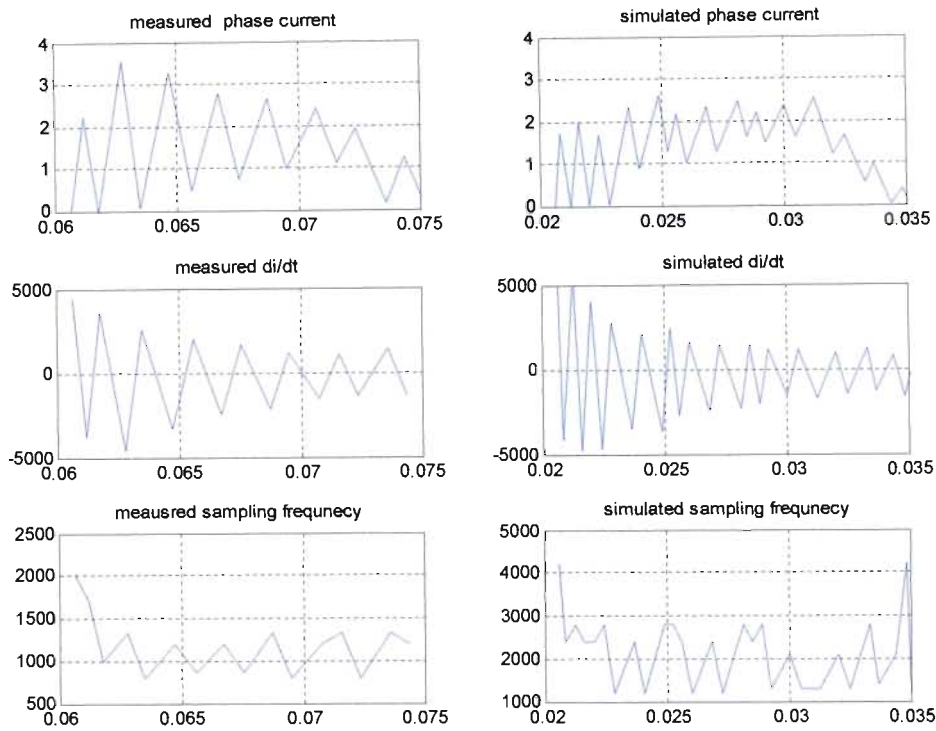 measured phase current
4
3
2
1
0
0.06 0.065 0.07 0.075
simulated phase current
4
3
2
1
0
0.02 0.025 0.03 0.035
measured di/dt
5000
0
-5000
0.06 0.065 0.07 0.075
simulated di/dt
5000
0
-5000
0.02 0.025 0.03 0.035
meausred sampling frequnecy
2500
2000
1500
1000
500
0.06 0.065 0.07 0.075
simulated sampling frequnecy
5000
4000
3000
2000
1000
0.02 0.025 0.03 0.035